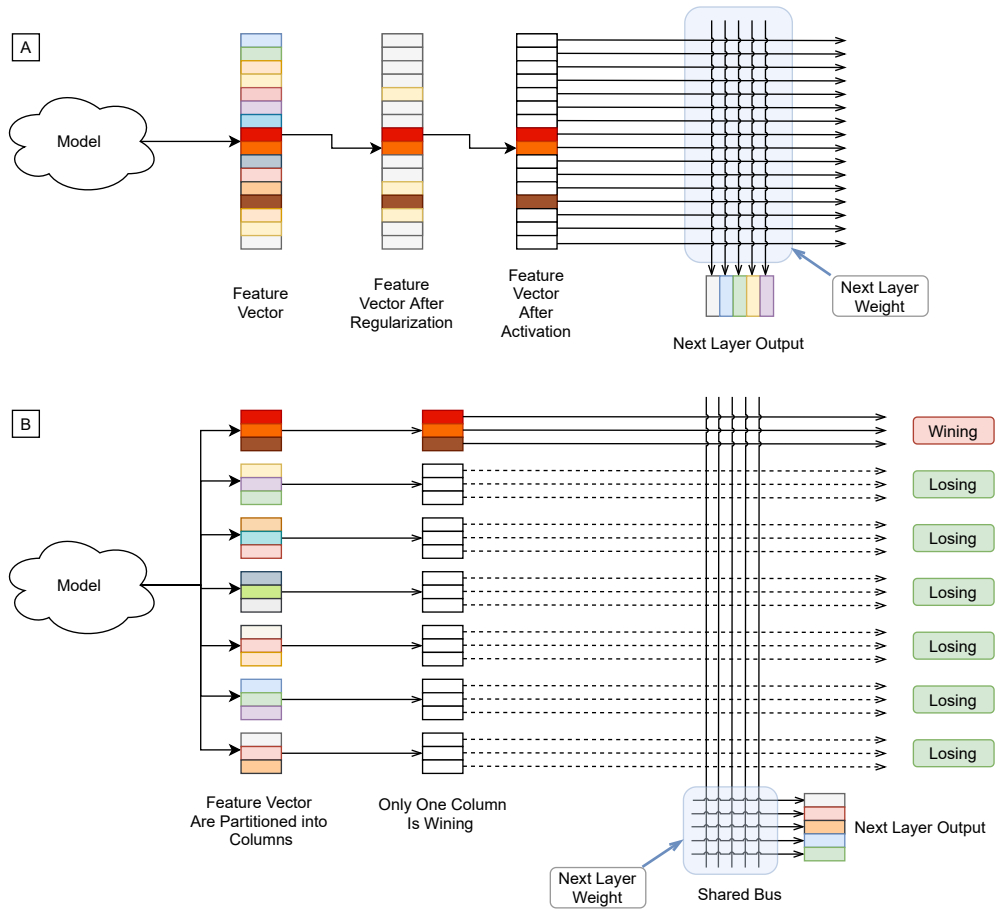 A
Model
Feature
Vector
Feature
Vector After
Regularization
Feature
Vector
After
Activation
Next Layer
Weight
Next Layer Output
B
Model
Wining
Losing
Losing
Losing
Losing
Losing
Losing
Feature Vector
Are Partitioned into
Columns
Only One Column
Is Wining
Next Layer Output
Next Layer
Weight
Shared Bus